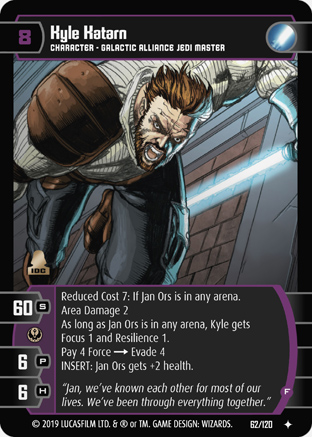 8 Kyle Katarn
CHARACTER - GALACTIC ALLIANCE JEDI MASTER
IDC
60 S
6 P
6 H
Reduced Cost 7: If Jan Ors is in any arena.
Area Damage 2
As long as Jan Ors is in any arena, Kyle gets
Focus 1 and Resilience 1.
Pay 4 Force → Evade 4
INSERT: Jan Ors gets +2 health.
“Jan, we’ve known each other for most of our
lives. We’ve been through everything together.”
F
© 2019 LUCASFILM LTD. & ® or TM. GAME DESIGN: WIZARDS.
62/120